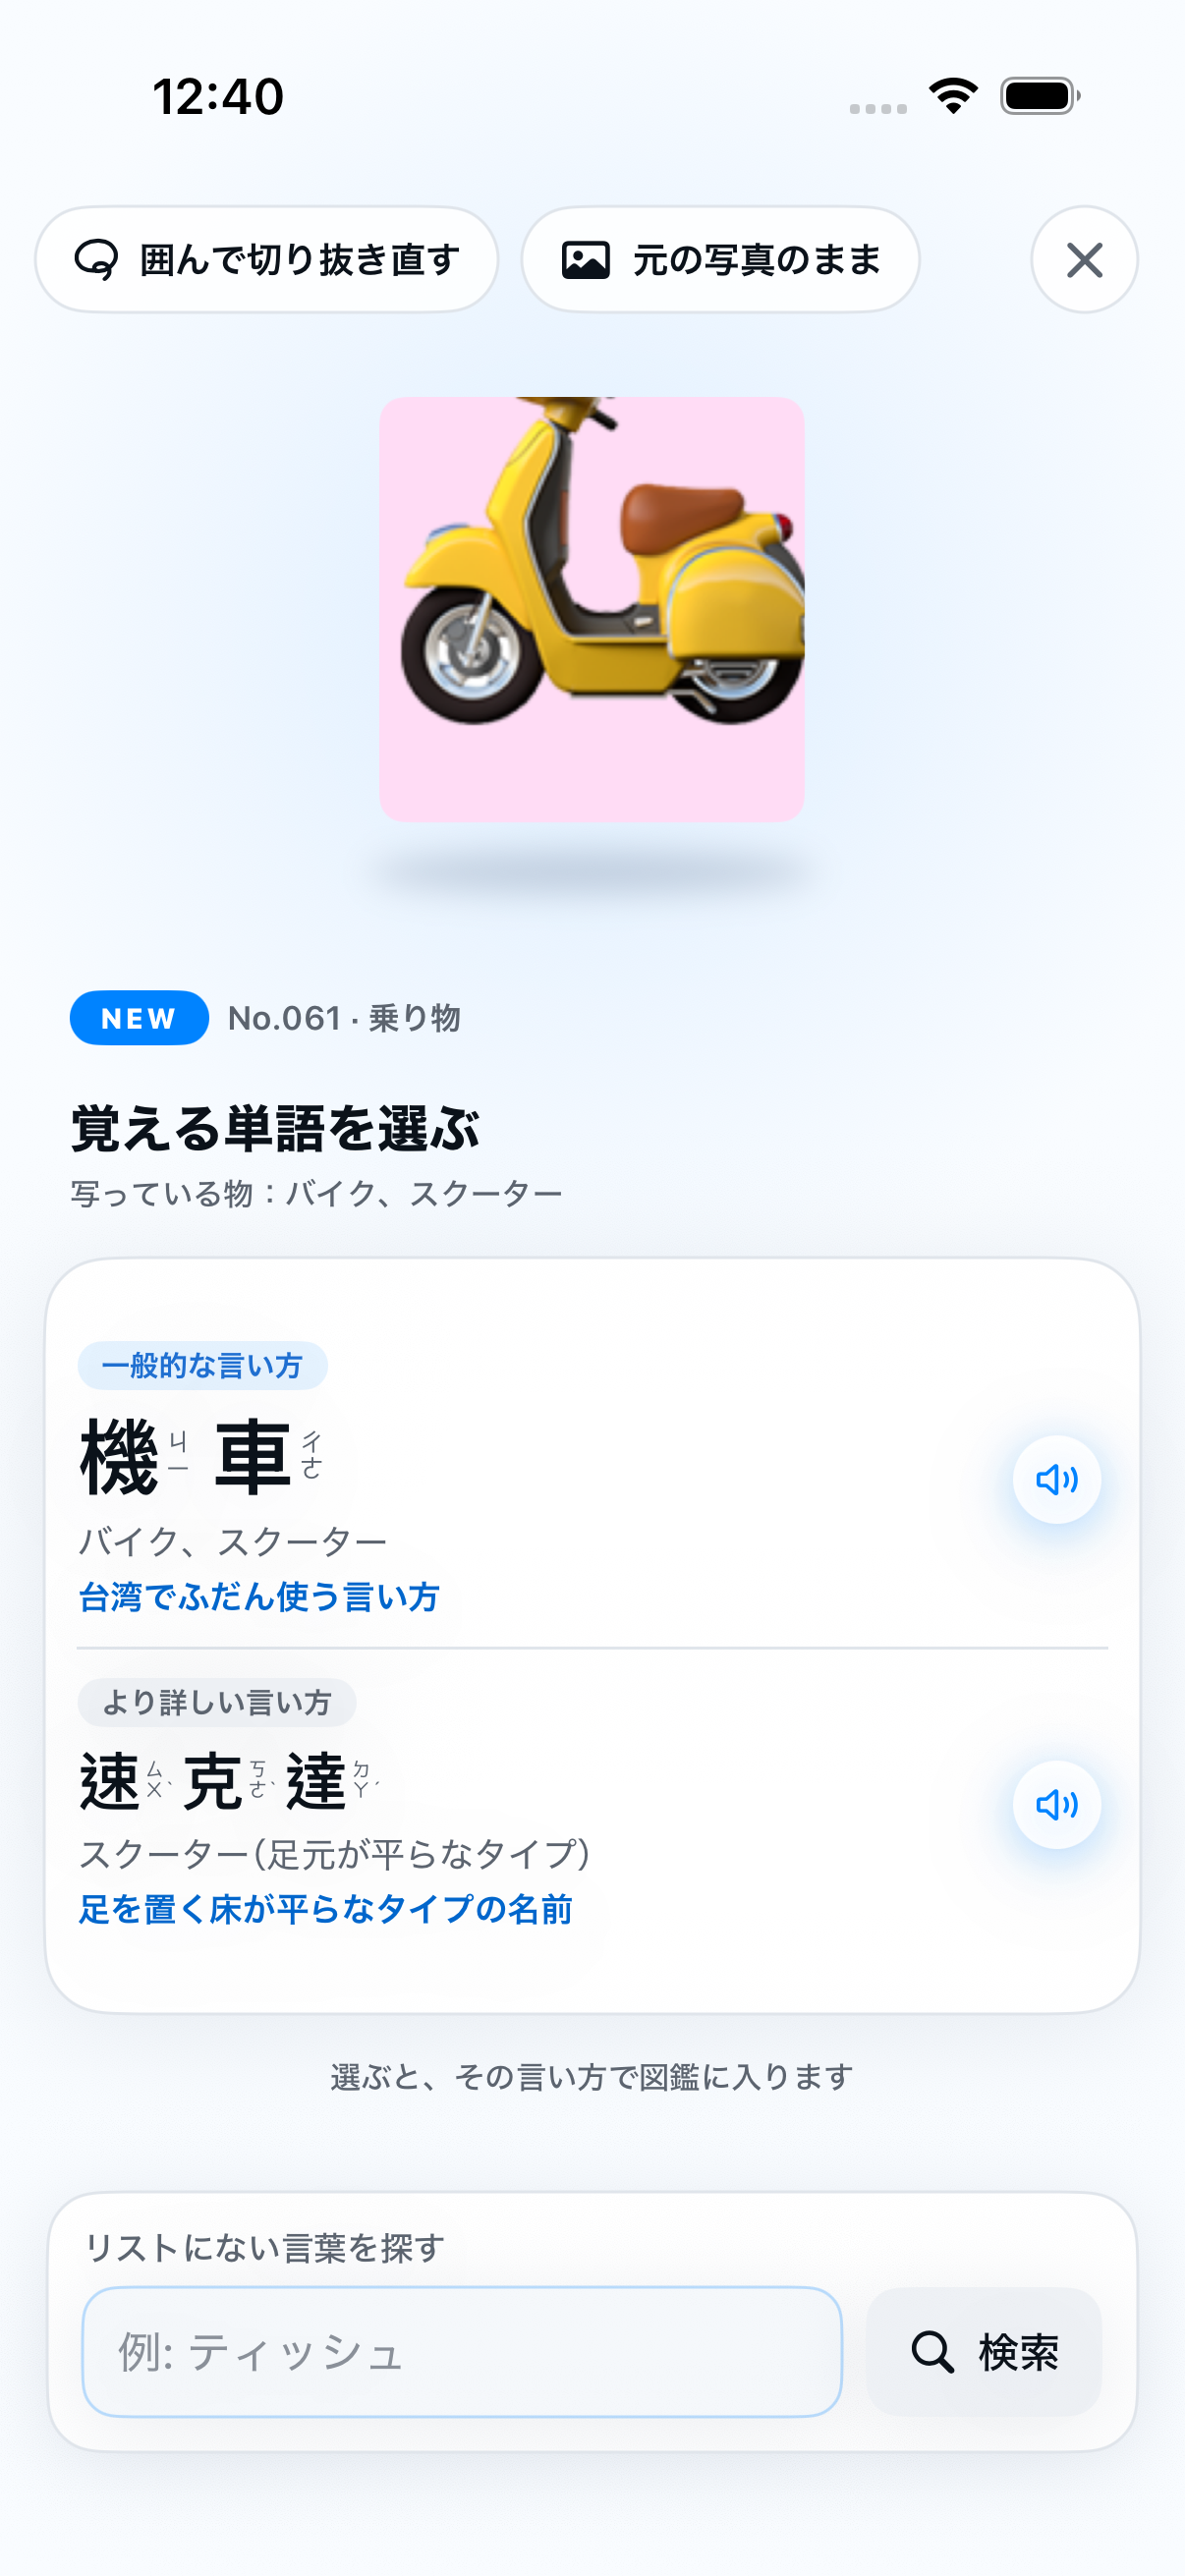 12:40
囲んで切り抜き直す
元の写真のまま
NEW No.061 · 乗り物
覚える単語を選ぶ
写っている物：バイク、スクーター
一般的な言い方
機ㄐㄧ 車ㄔㄜ
バイク、スクーター
台湾でふだん使う言い方
より詳しい言い方
速ㄙㄨˋ 克ㄎㄜˋ 達ㄉㄚˊ
スクーター(足元が平らなタイプ)
足を置く床が平らなタイプの名前
選ぶと、その言い方で図鑑に入ります
リストにない言葉を探す
例: ティッシュ
検索